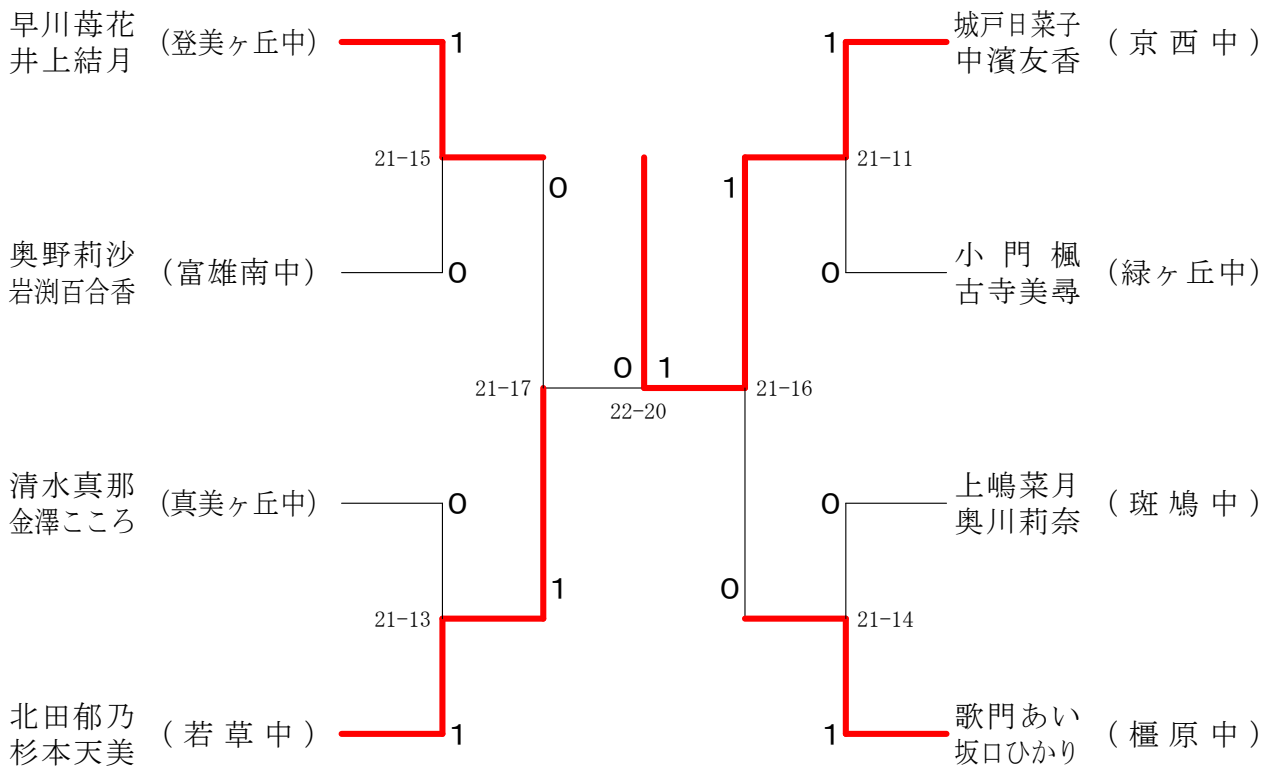 早川苺花
井上結月
(登美ヶ丘中)
1
21-15
0
奥野莉沙
岩渕百合香
(富雄南中)
0
21-17
清水真那
金澤こころ
(真美ヶ丘中)
0
21-13
1
北田郁乃
杉本天美
(若草中)
1
0 1
22-20
城戸日菜子
中濱友香
(京西中)
1
21-11
1
小門楓
古寺美尋
(緑ヶ丘中)
0
21-16
上嶋菜月
奥川莉奈
(斑鳩中)
0
21-14
0
歌門あい
坂口ひかり
(橿原中)
1